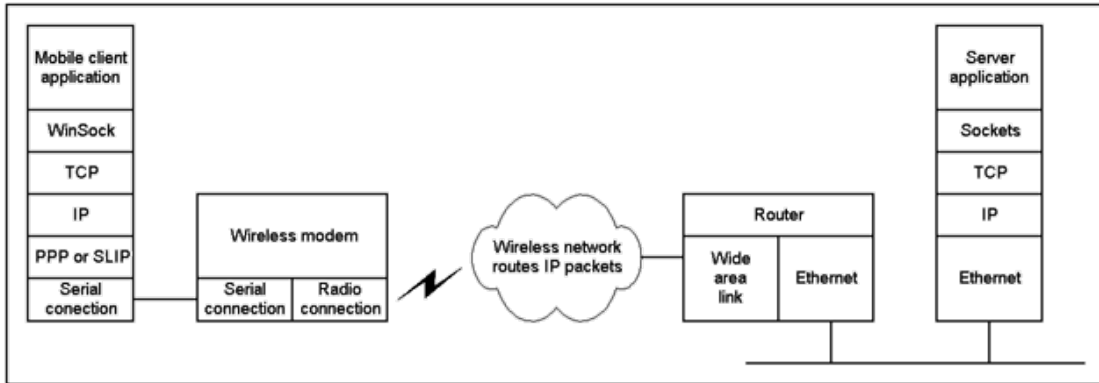 Mobile client
application
WinSock
TCP
IP
PPP or SLIP
Serial
conection
Wireless modem
Serial
connection
Radio
connection
Wireless network
routes IP packets
Router
Wide
area
link
Ethernet
Server
application
Sockets
TCP
IP
Ethernet